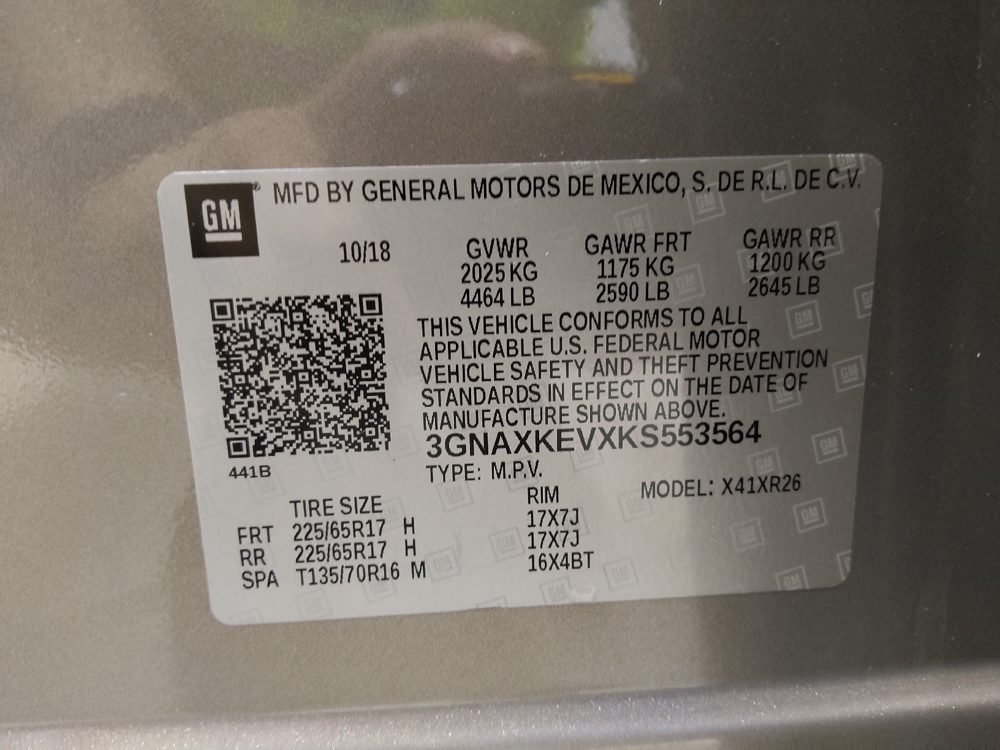 GM ® MFD BY GENERAL MOTORS DE MEXICO, S. DE R.L. DE C.V.
10/18 GVWR GAWR FRT GAWR RR
2025 KG 1175 KG 1200 KG
4464 LB 2590 LB 2645 LB
THIS VEHICLE CONFORMS TO ALL
APPLICABLE U.S. FEDERAL MOTOR
VEHICLE SAFETY AND THEFT PREVENTION
STANDARDS IN EFFECT ON THE DATE OF
MANUFACTURE SHOWN ABOVE.
3GNAXKEVXKS553564
441B
TYPE: M.P.V.
TIRE SIZE RIM MODEL: X41XR26
FRT 225/65R17 H 17X7J
RR 225/65R17 H 17X7J
SPA T135/70R16 M 16X4BT